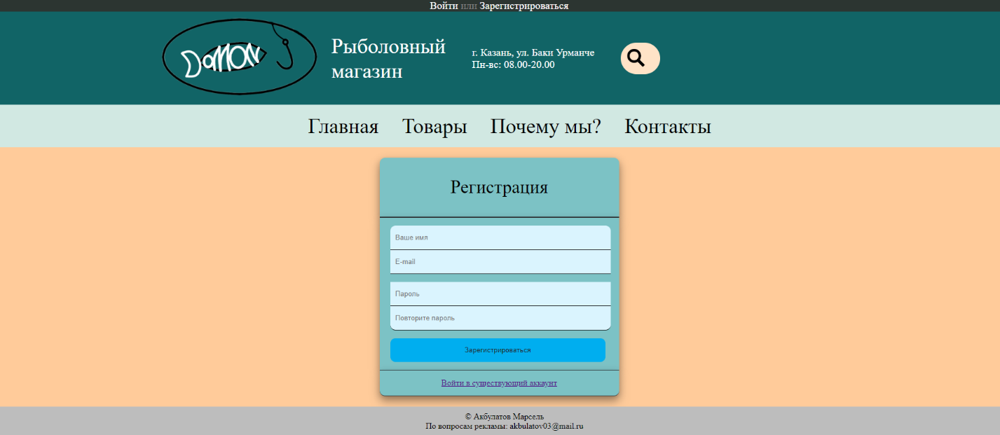 Войти или Зарегистрироваться
DaMON
Рыболовный
магазин
г. Казань, ул. Баки Урманче
Пн-вс: 08.00-20.00
Главная Товары Почему мы? Контакты
Регистрация
Ваше имя
E-mail
Пароль
Повторите пароль
Зарегистрироваться
Войти в существующий аккаунт
© Акбулатов Марсель
По вопросам рекламы: akbulatov03@mail.ru